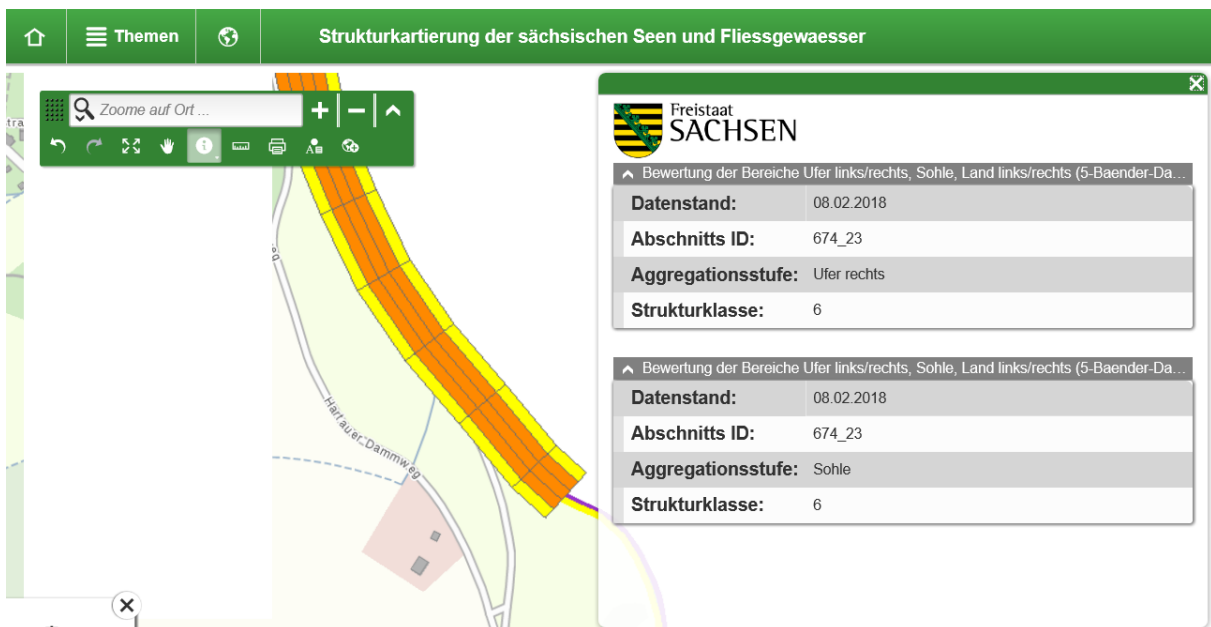 Themen
Strukturkartierung der sächsischen Seen und Fliessgewaesser
Zoome auf Ort ...
tra
eg
Hartauer Dammweg
Freistaat
SACHSEN
Bewertung der Bereiche Ufer links/rechts, Sohle, Land links/rechts (5-Baender-Da...
Datenstand: 08.02.2018
Abschnitts ID: 674_23
Aggregationsstufe: Ufer rechts
Strukturklasse: 6
Bewertung der Bereiche Ufer links/rechts, Sohle, Land links/rechts (5-Baender-Da...
Datenstand: 08.02.2018
Abschnitts ID: 674_23
Aggregationsstufe: Sohle
Strukturklasse: 6